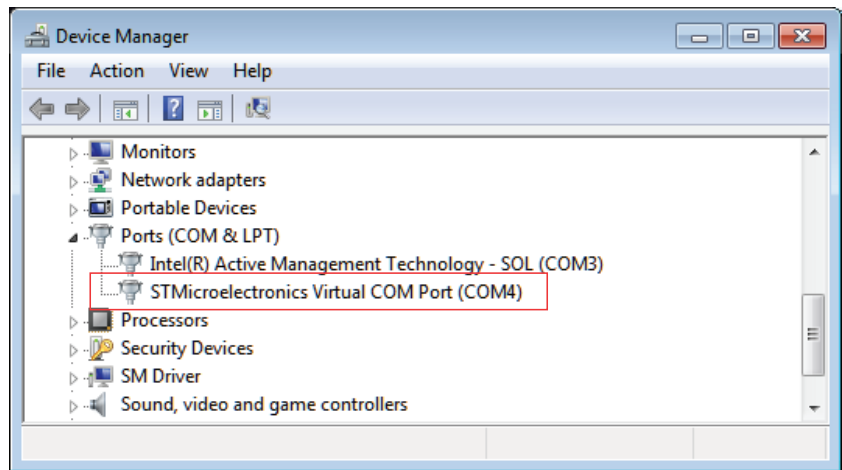 Device Manager
File Action View Help
Monitors
Network adapters
Portable Devices
Ports (COM & LPT)
Intel(R) Active Management Technology - SOL (COM3)
STMicroelectronics Virtual COM Port (COM4)
Processors
Security Devices
SM Driver
Sound, video and game controllers